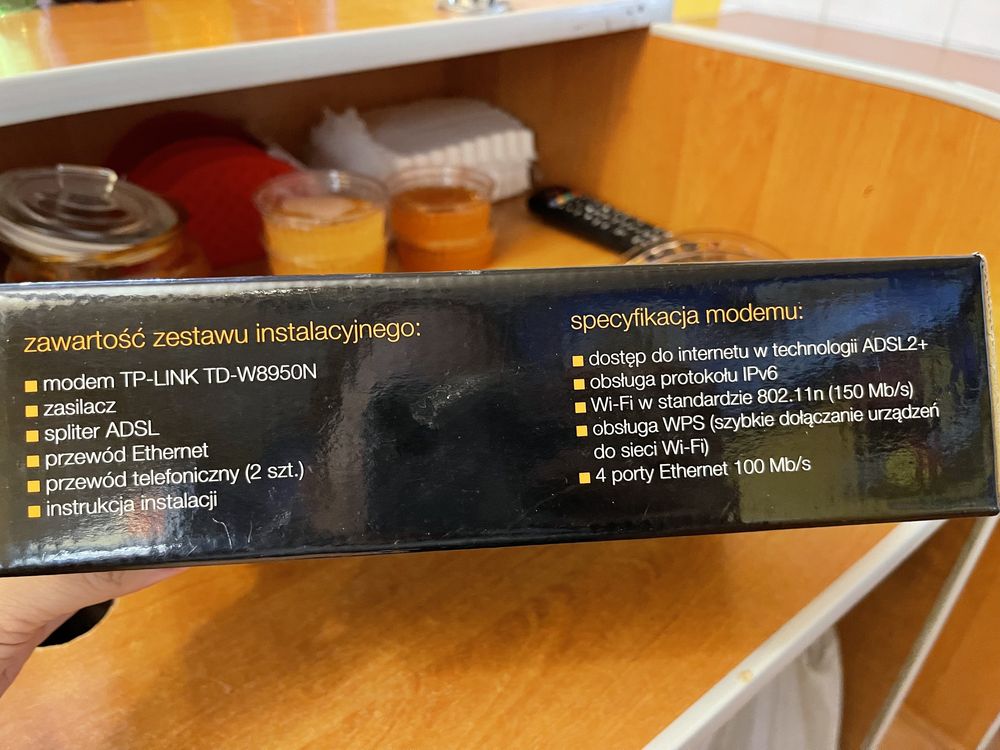 zawartość zestawu instalacyjnego:
modem TP-LINK TD-W8950N
zasilacz
spliter ADSL
przewód Ethernet
przewód telefoniczny (2 szt.)
instrukcja instalacji
specyfikacja modemu:
dostęp do internetu w technologii ADSL2+
obsługa protokołu IPv6
Wi-Fi w standardzie 802.11n (150 Mb/s)
obsługa WPS (szybkie dołączanie urządzeń
do sieci Wi-Fi)
4 porty Ethernet 100 Mb/s